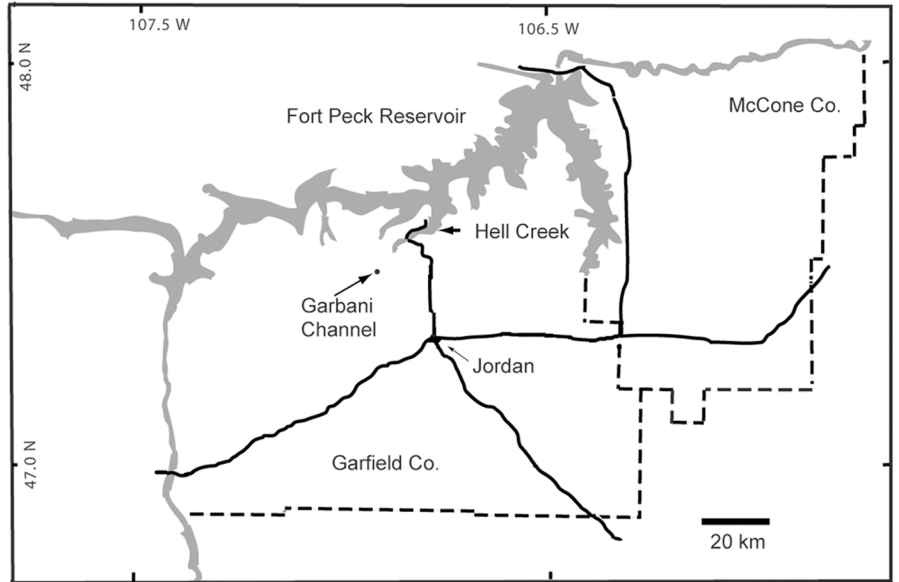 107.5 W
106.5 W
48.0 N
McCone Co.
Fort Peck Reservoir
Hell Creek
Garbani
Channel
Jordan
47.0 N
Garfield Co.
20 km